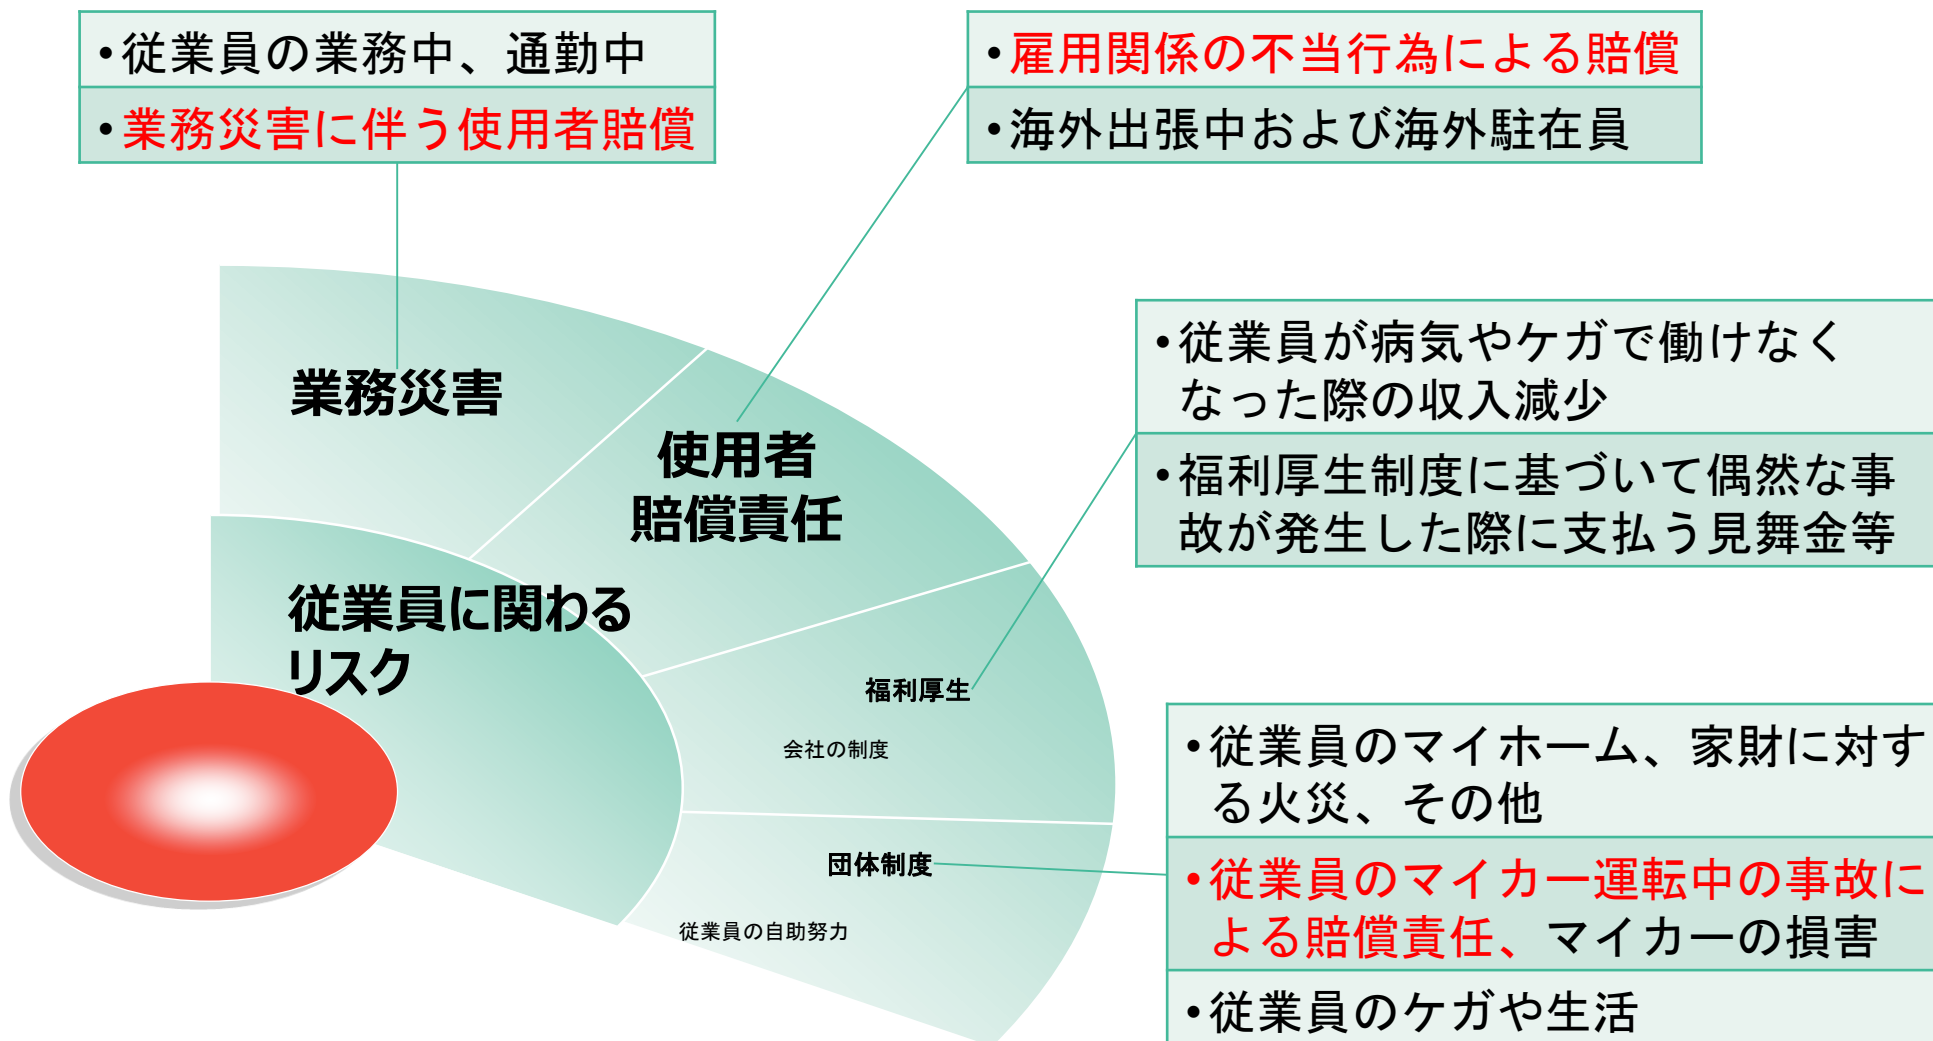 •従業員の業務中、通勤中
•業務災害に伴う使用者賠償
•雇用関係の不当行為による賠償
•海外出張中および海外駐在員
業務災害
使用者
賠償責任
•従業員が病気やケガで働けなく
なった際の収入減少
•福利厚生制度に基づいて偶然な事
故が発生した際に支払う見舞金等
従業員に関わる
リスク
福利厚生
会社の制度
•従業員のマイホーム、家財に対す
る火災、その他
•従業員のマイカー運転中の事故に
よる賠償責任、マイカーの損害
•従業員のケガや生活
団体制度
従業員の自助努力